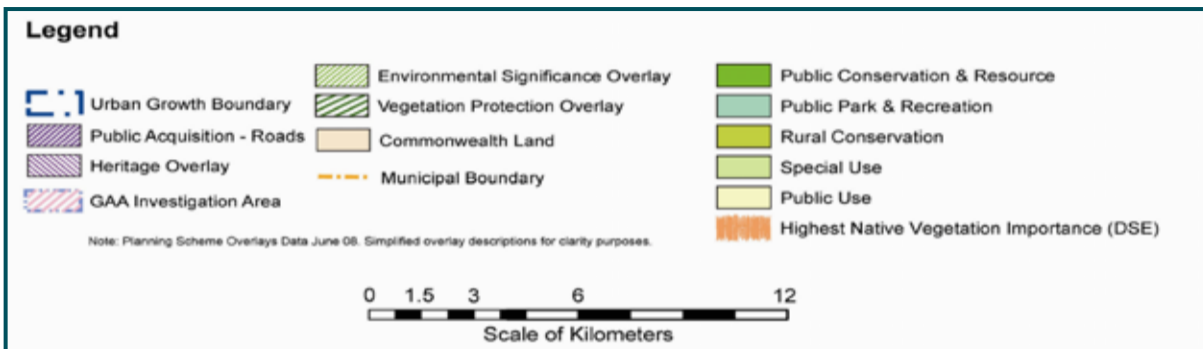 Legend
Urban Growth Boundary
Public Acquisition - Roads
Heritage Overlay
GAA Investigation Area
Environmental Significance Overlay
Vegetation Protection Overlay
Commonwealth Land
Municipal Boundary
Public Conservation & Resource
Public Park & Recreation
Rural Conservation
Special Use
Public Use
Highest Native Vegetation Importance (DSE)
Note: Planning Scheme Overlays Data June 08. Simplified overlay descriptions for clarity purposes.
0 1.5 3 6 12
Scale of Kilometers